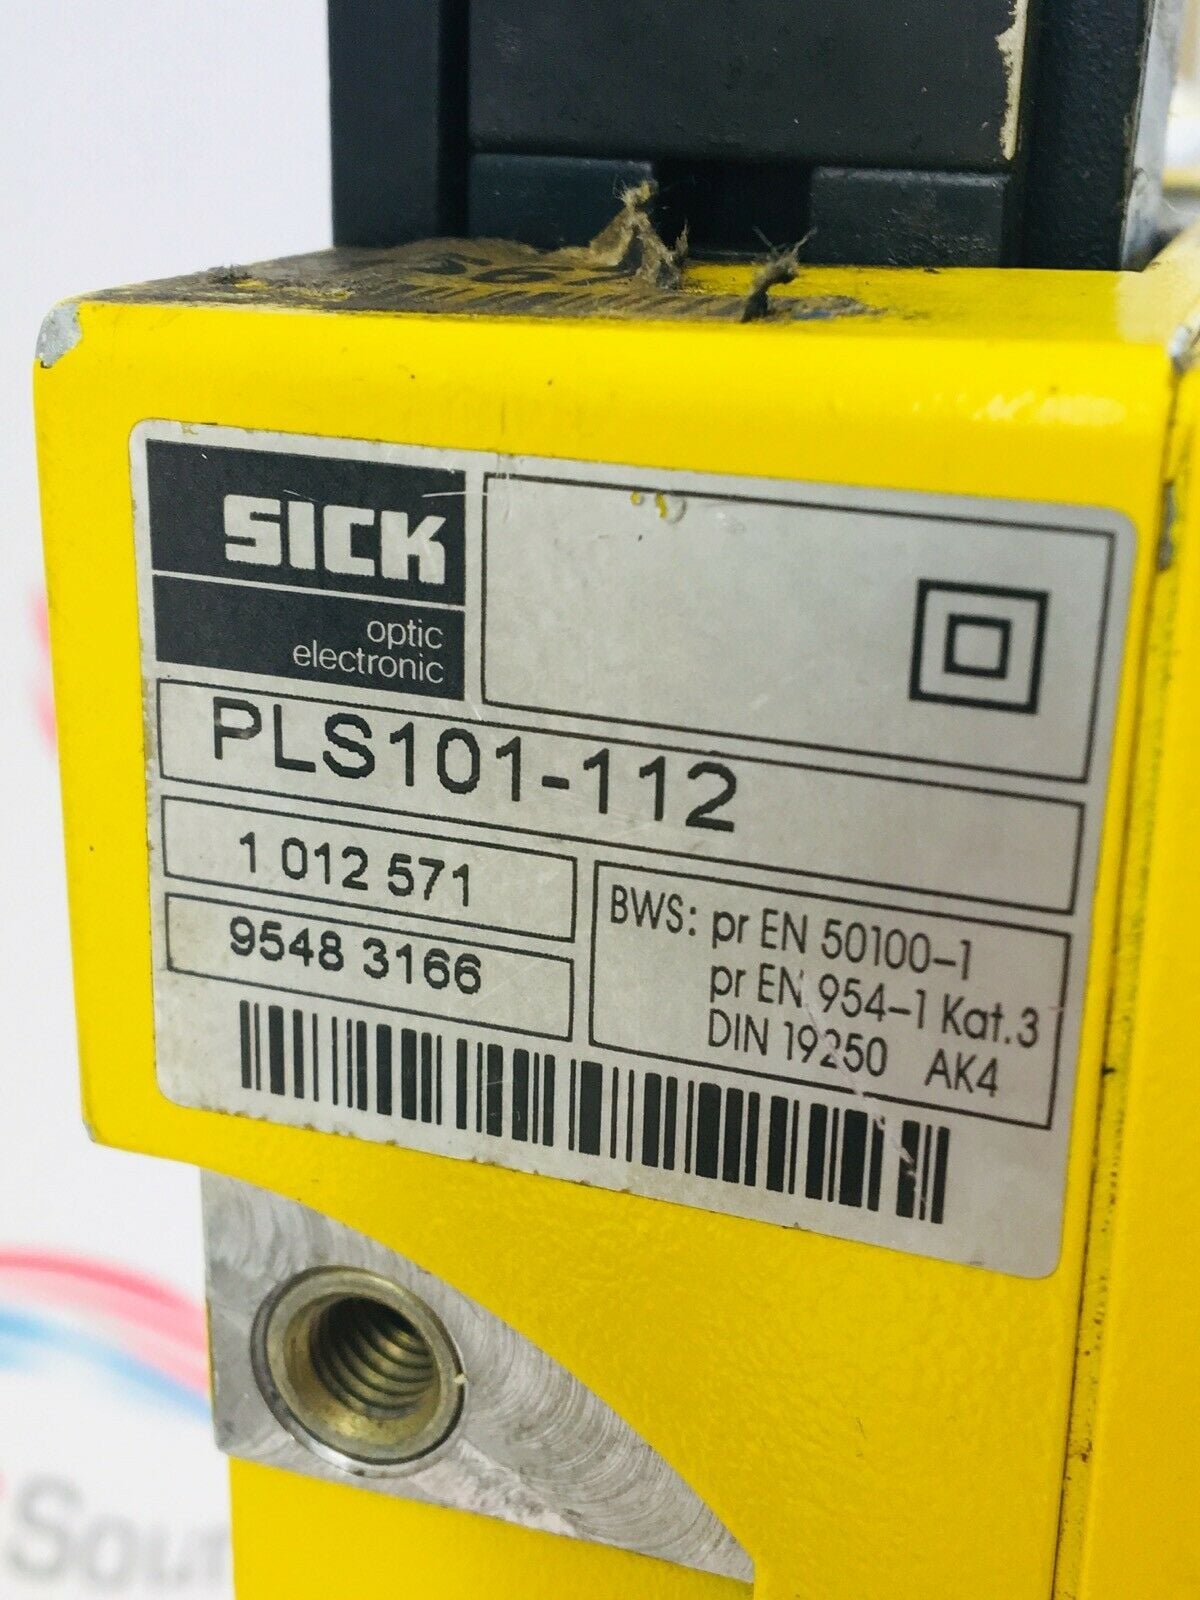 SICK
optic
electronic
PLS101-112
1 012 571
9548 3166
BWS: pr EN 50100-1
pr EN 954-1 Kat.3
DIN 19250 AK4